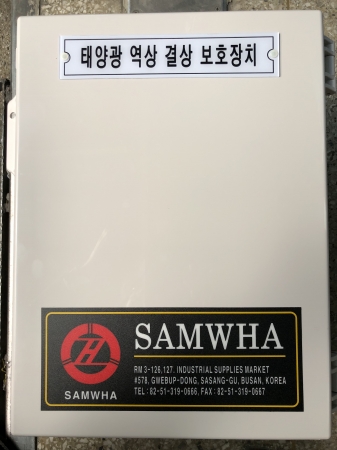 태양광 역상 결상 보호장치
SAMWHA
RM 3-126, 127. INDUSTRIAL SUPPLIES MARKET
#578, GWEBUP-DONG, SASANG-GU, BUSAN, KOREA
TEL : 82-51-319-0666, FAX : 82-51-319-0667
SAMWHA